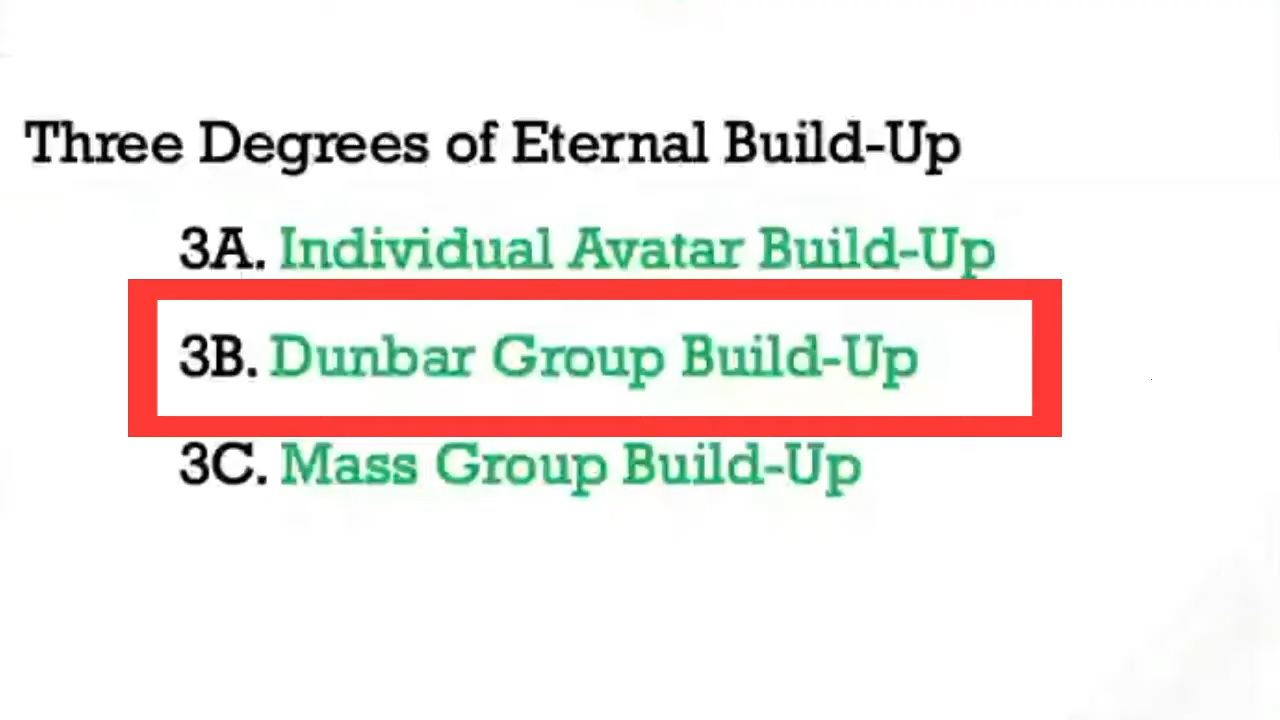 Three Degrees of Eternal Build-Up
3A. Individual Avatar Build-Up
3B. Dunbar Group Build-Up
3C. Mass Group Build-Up